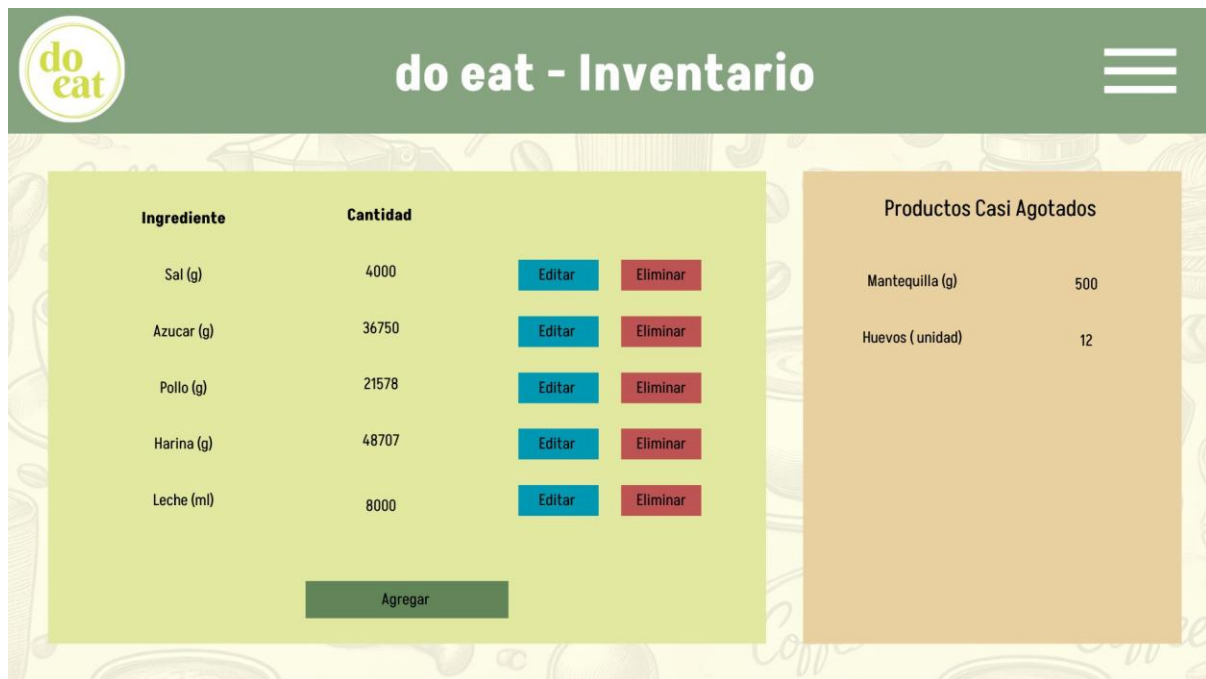 do
eat
do eat - Inventario
Ingrediente Cantidad
Sal (g) 4000 Editar Eliminar
Azucar (g) 36750 Editar Eliminar
Pollo (g) 21578 Editar Eliminar
Harina (g) 48707 Editar Eliminar
Leche (ml) 8000 Editar Eliminar
Agregar
Productos Casi Agotados
Mantequilla (g) 500
Huevos ( unidad) 12
Coffee